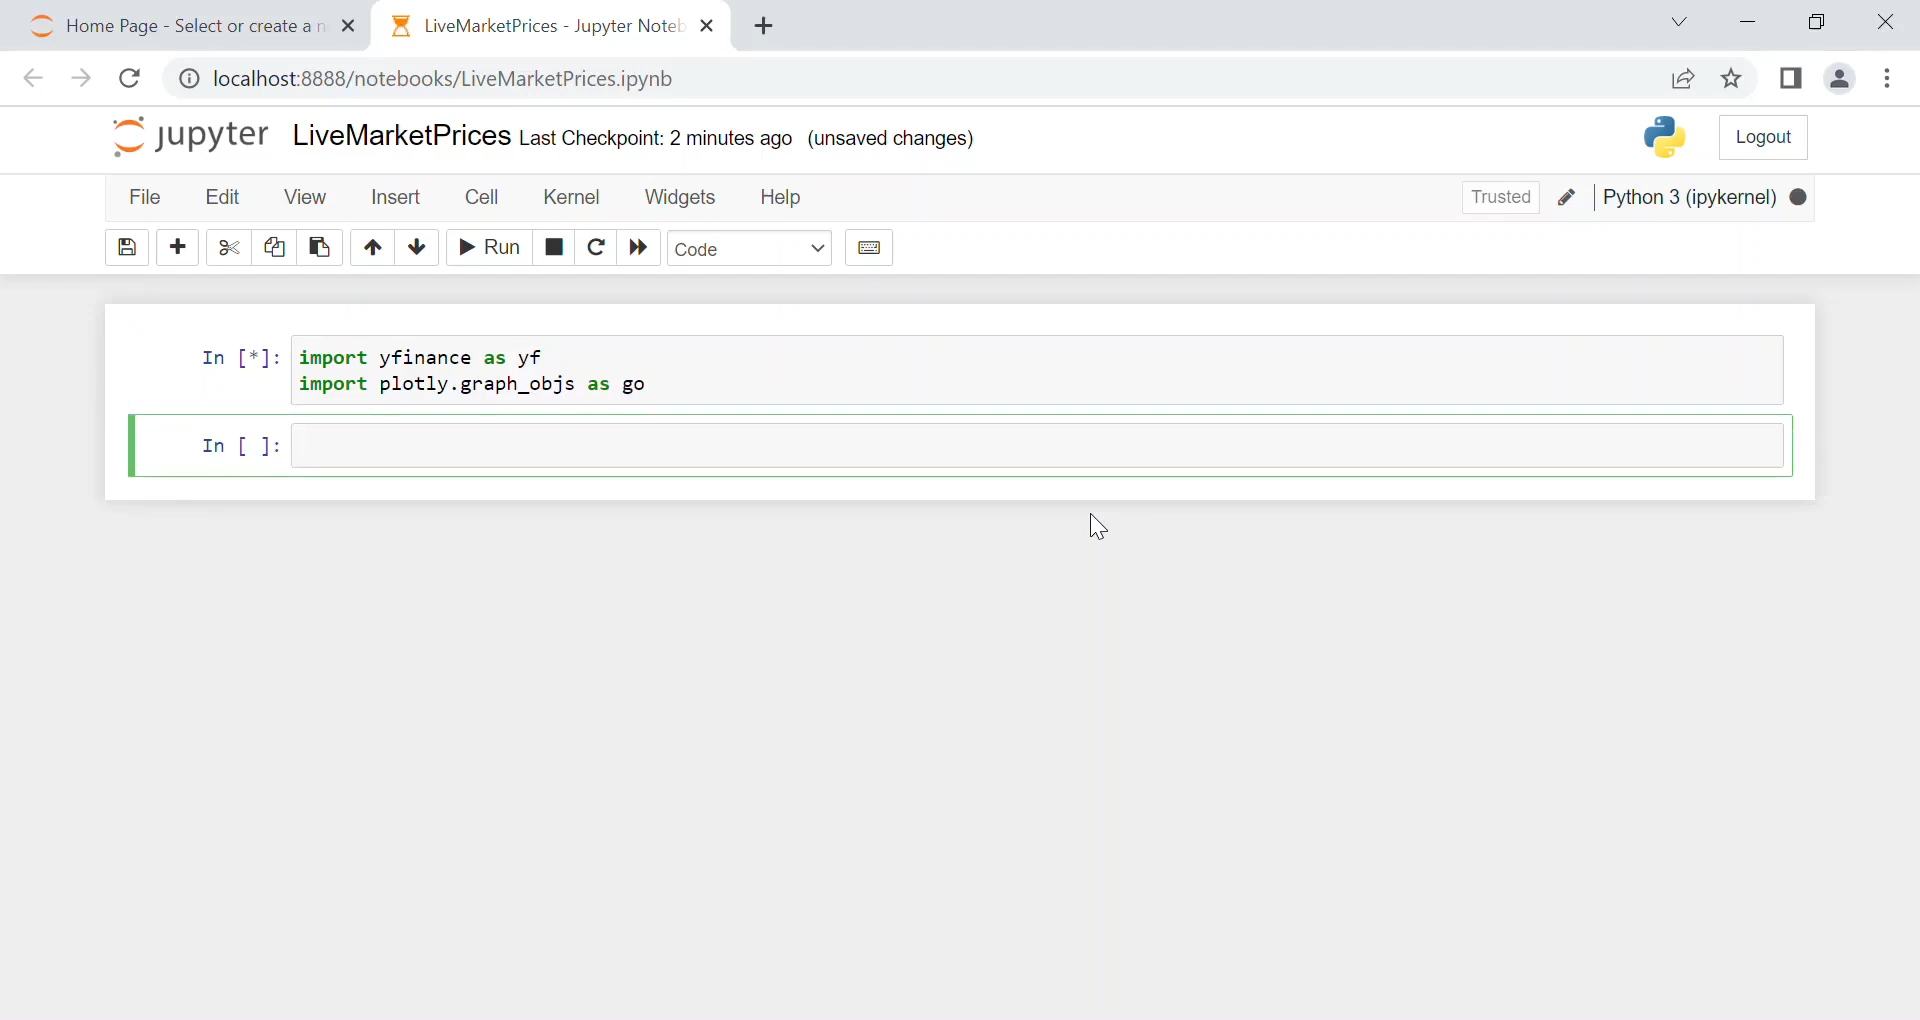 Home Page - Select or create a n
LiveMarketPrices - Jupyter Noteb
localhost:8888/notebooks/LiveMarketPrices.ipynb
jupyter LiveMarketPrices Last Checkpoint: 2 minutes ago (unsaved changes)
Logout
File Edit View Insert Cell Kernel Widgets Help
Trusted Python 3 (ipykernel)
Run Code
In [*]: import yfinance as yf
import plotly.graph_objs as go
In [ ]: